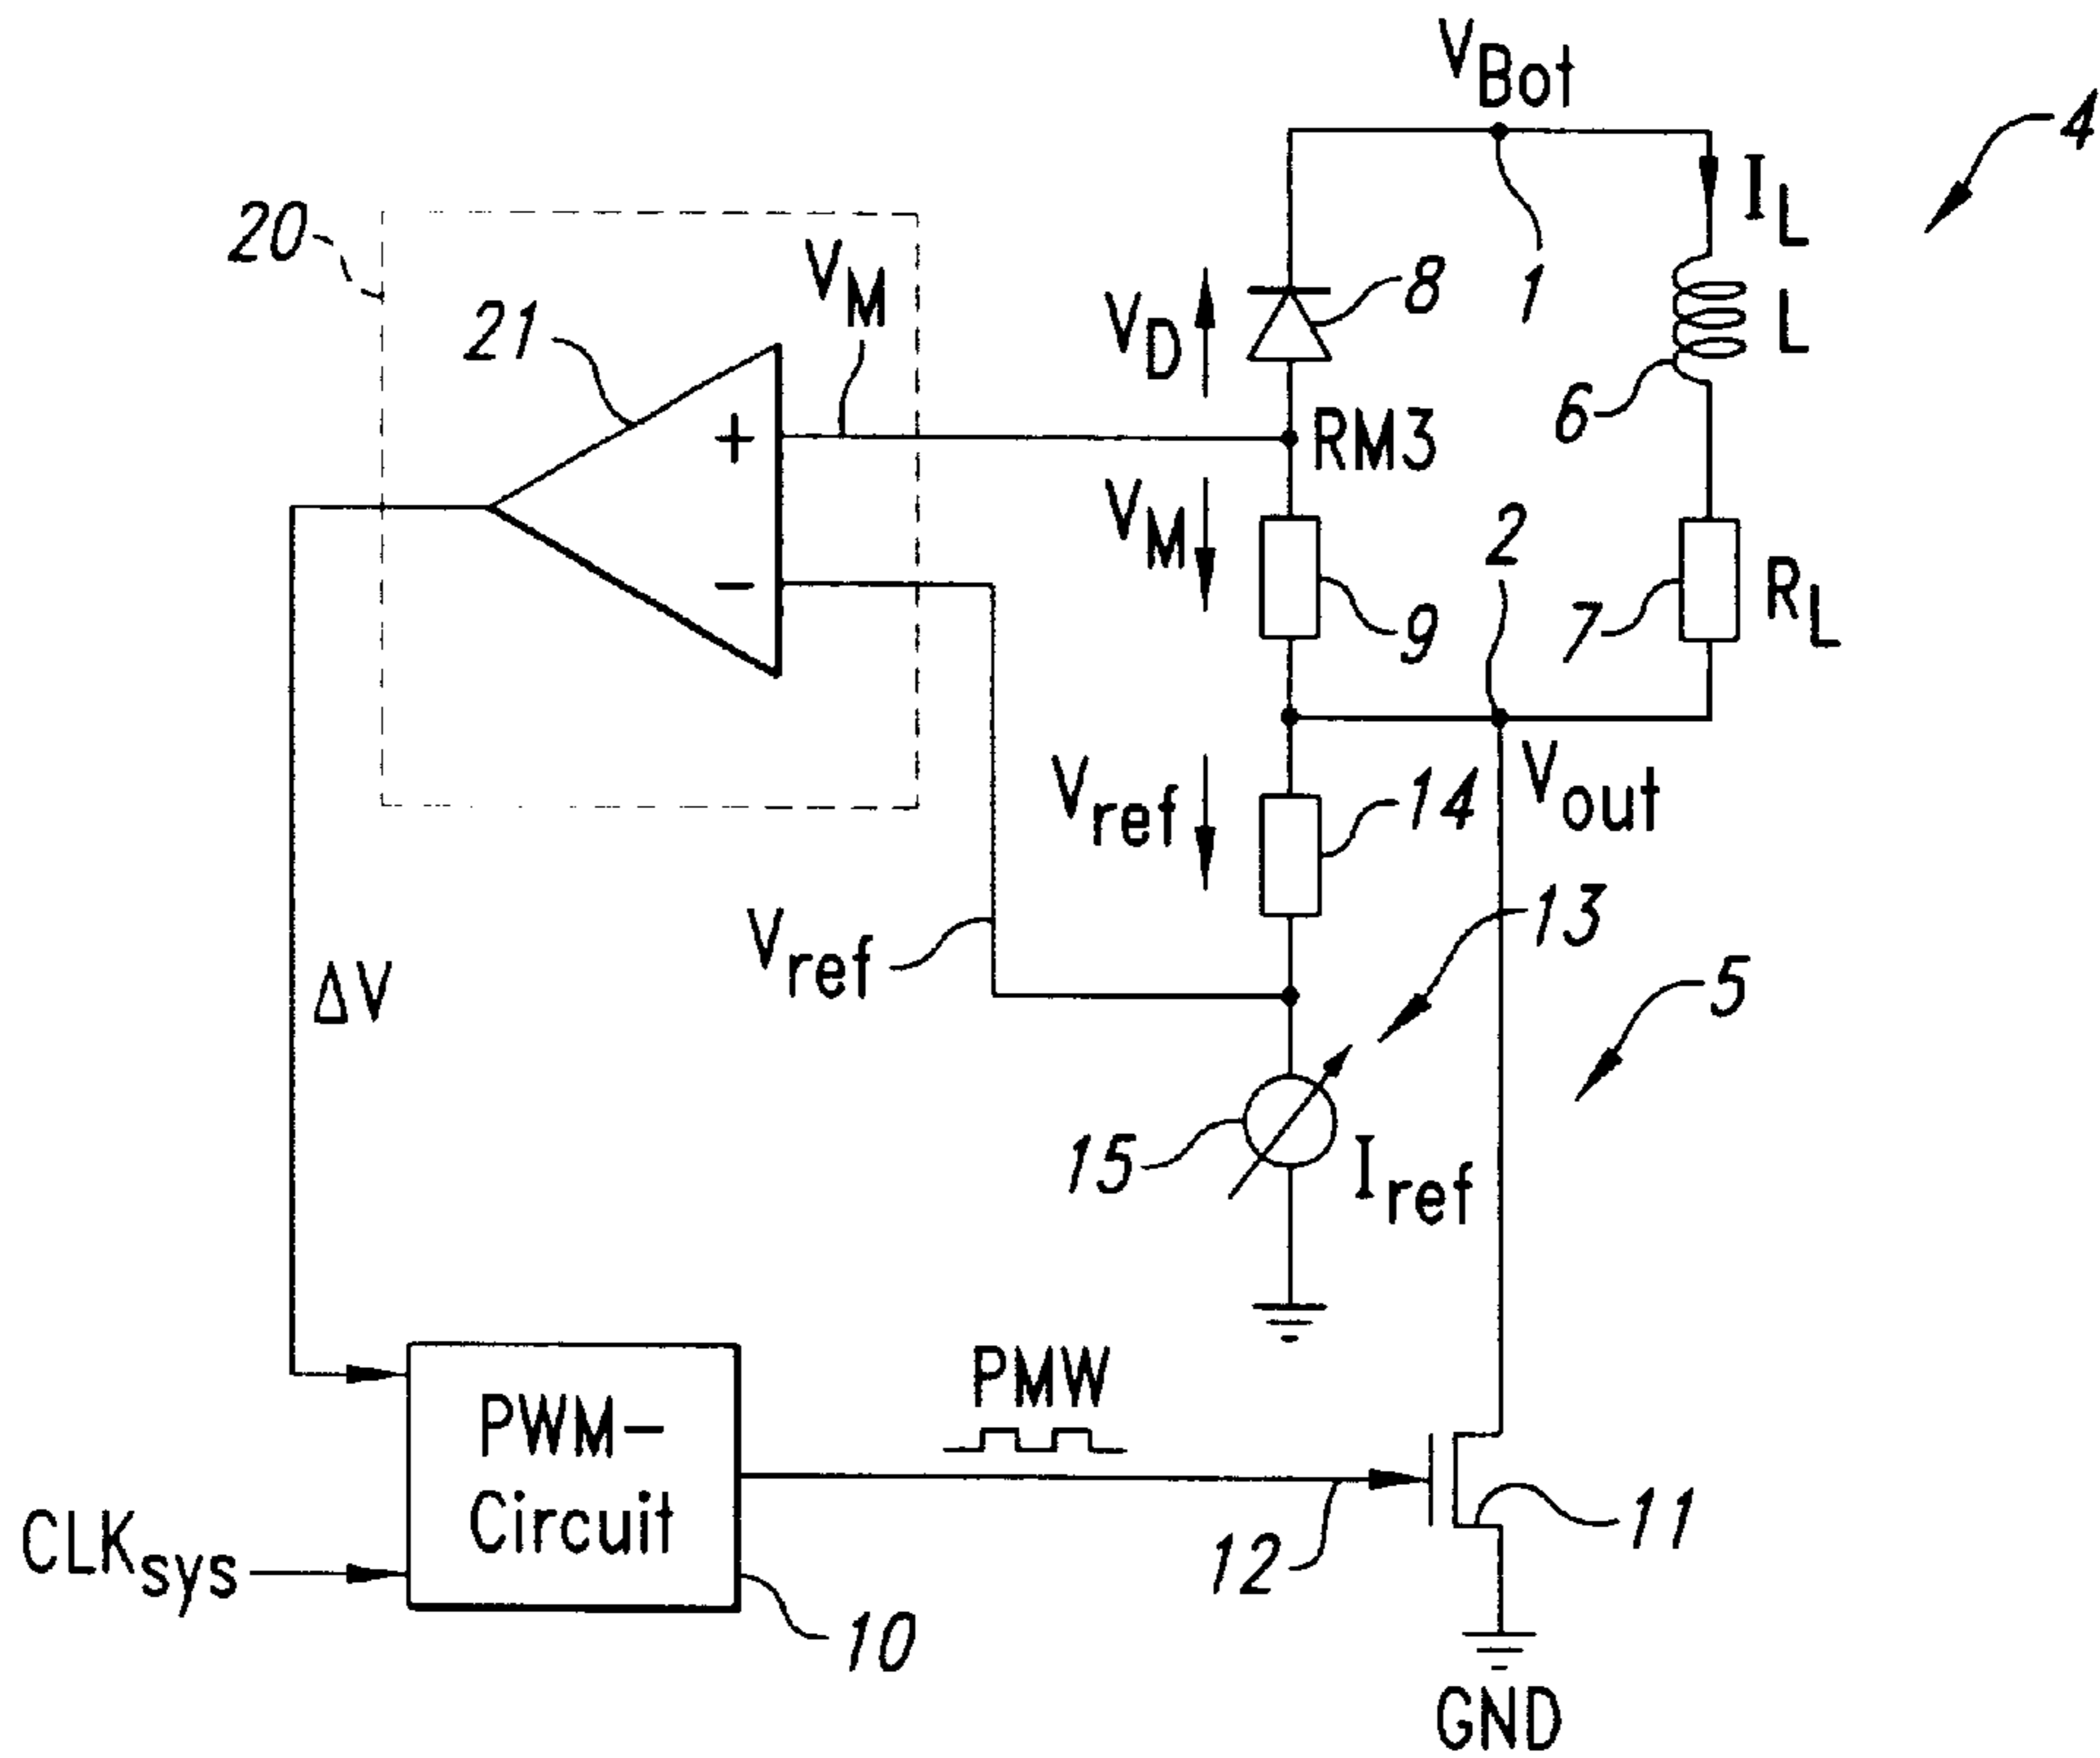 V_Bot
4
I_L
20
V_M
1
21
V_D
8
L
+
RM3
6
V_M
2
−
9
7
R_L
V_ref
14
V_out
V_ref
13
ΔV
5
15
I_ref
PMW
PWM−
Circuit
CLK_sys
12
11
10
GND